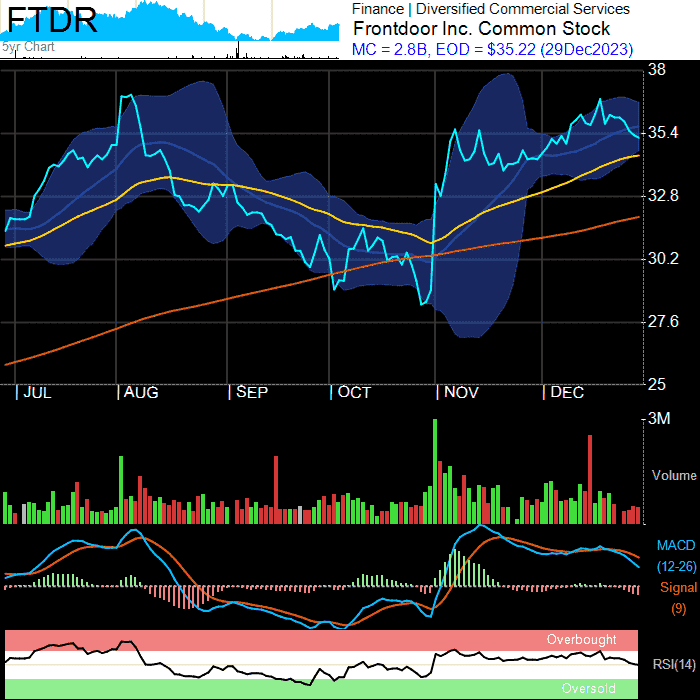 FTDR
5yr Chart
Finance | Diversified Commercial Services
Frontdoor Inc. Common Stock
MC = 2.8B, EOD = $35.22 (29Dec2023)
38
35.4
32.8
30.2
27.6
25
| JUL | AUG | SEP | OCT | NOV | DEC
3M
Volume
MACD
(12-26)
Signal
(9)
Overbought
RSI(14)
Oversold